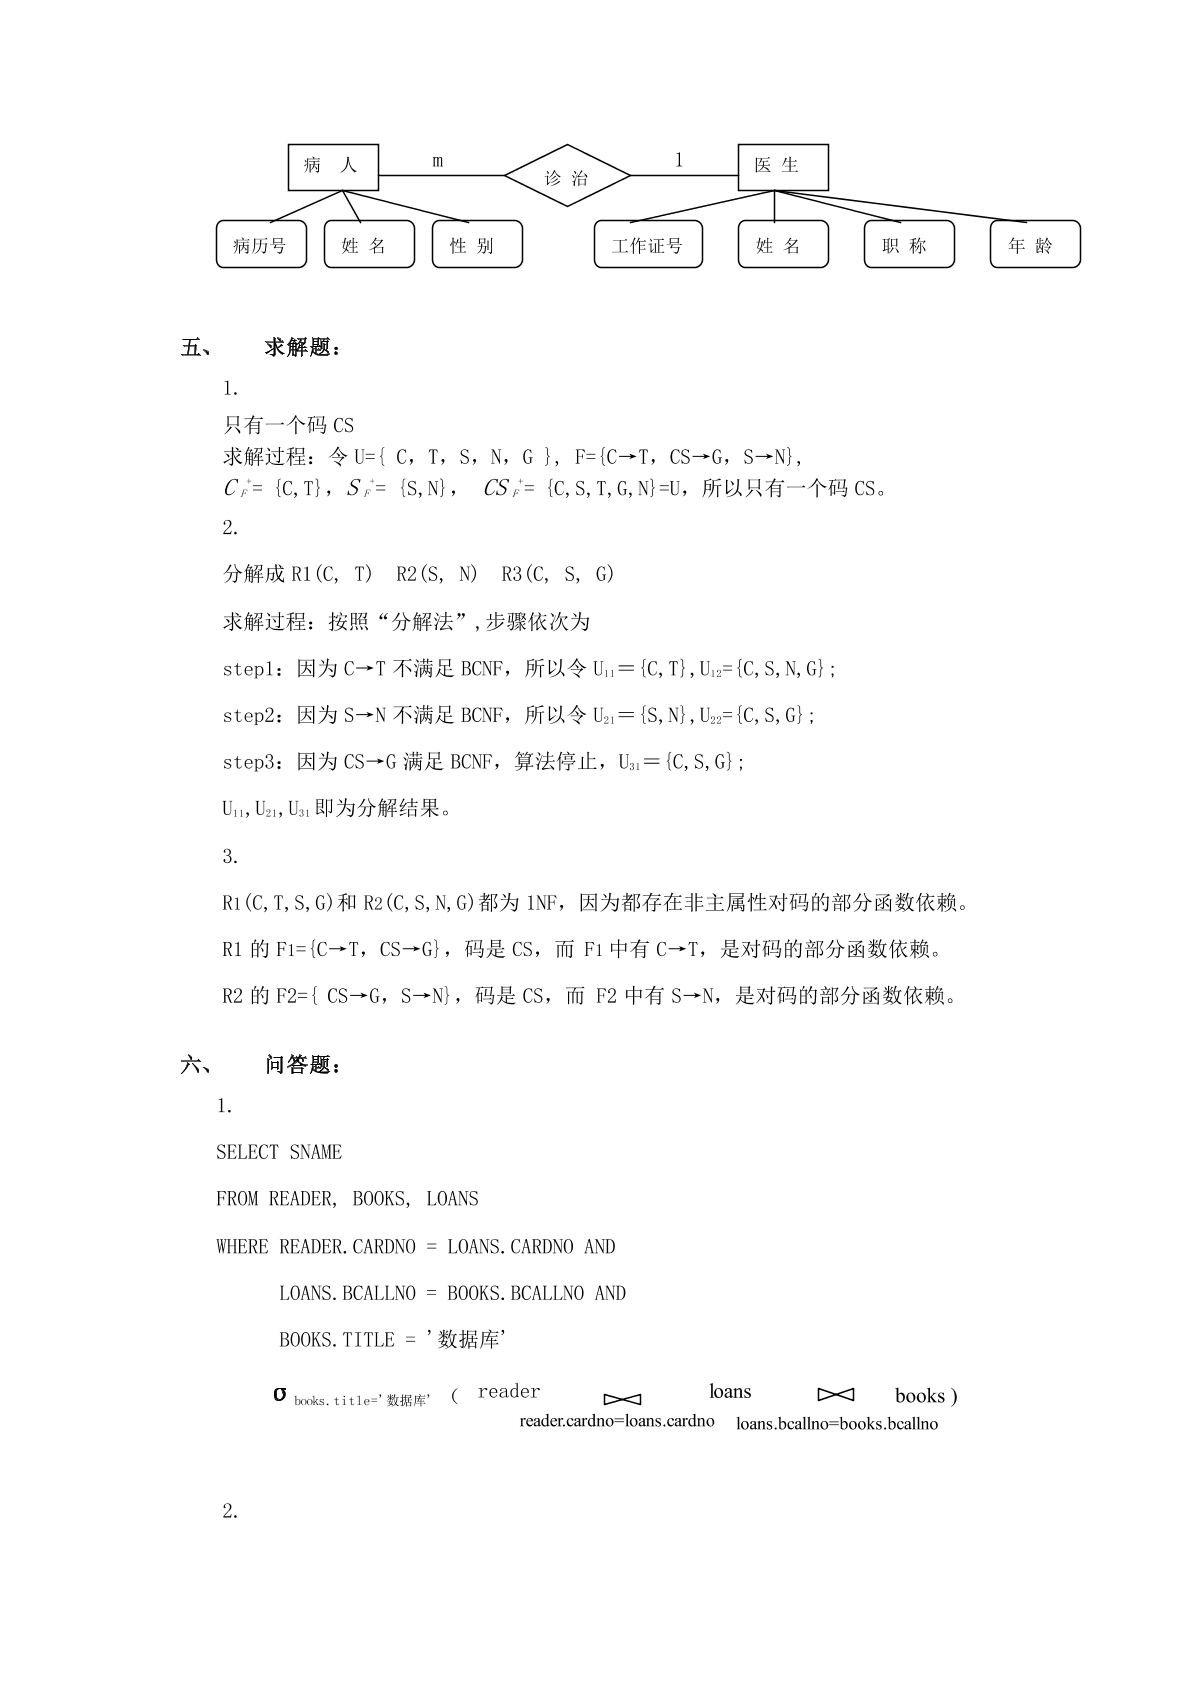 病 人 m 诊 治 1 医 生
病历号 姓 名 性 别 工作证号 姓 名 职 称 年 龄
五、 求解题：
1.
只有一个码 CS
求解过程：令 U={ C，T，S，N，G }, F={C→T，CS→G，S→N},
C_F^+= {C,T}，S_F^+= {S,N}， CS_F^+= {C,S,T,G,N}=U，所以只有一个码 CS。
2.
分解成 R1(C, T) R2(S, N) R3(C, S, G)
求解过程：按照“分解法”,步骤依次为
step1：因为 C→T 不满足 BCNF，所以令 U₁₁＝{C,T},U₁₂={C,S,N,G};
step2：因为 S→N 不满足 BCNF，所以令 U₂₁＝{S,N},U₂₂={C,S,G};
step3：因为 CS→G 满足 BCNF，算法停止，U₃₁＝{C,S,G};
U₁₁,U₂₁,U₃₁即为分解结果。
3.
R1(C,T,S,G)和 R2(C,S,N,G)都为 1NF，因为都存在非主属性对码的部分函数依赖。
R1 的 F1={C→T，CS→G}，码是 CS，而 F1 中有 C→T，是对码的部分函数依赖。
R2 的 F2={ CS→G，S→N}，码是 CS，而 F2 中有 S→N，是对码的部分函数依赖。
六、 问答题：
1.
SELECT SNAME
FROM READER, BOOKS, LOANS
WHERE READER.CARDNO = LOANS.CARDNO AND
LOANS.BCALLNO = BOOKS.BCALLNO AND
BOOKS.TITLE = '数据库'
σ books.title='数据库' ( reader ⋈ loans ⋈ books )
reader.cardno=loans.cardno loans.bcallno=books.bcallno
2.